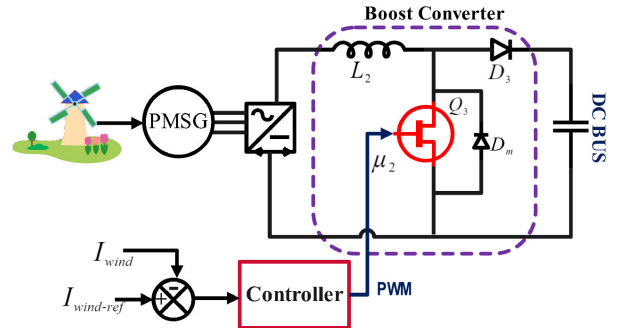 Boost Converter
L2
D3
PMSG
Q3
Dm
μ2
DC BUS
Iwind
Iwind-ref
+
-
Controller
PWM